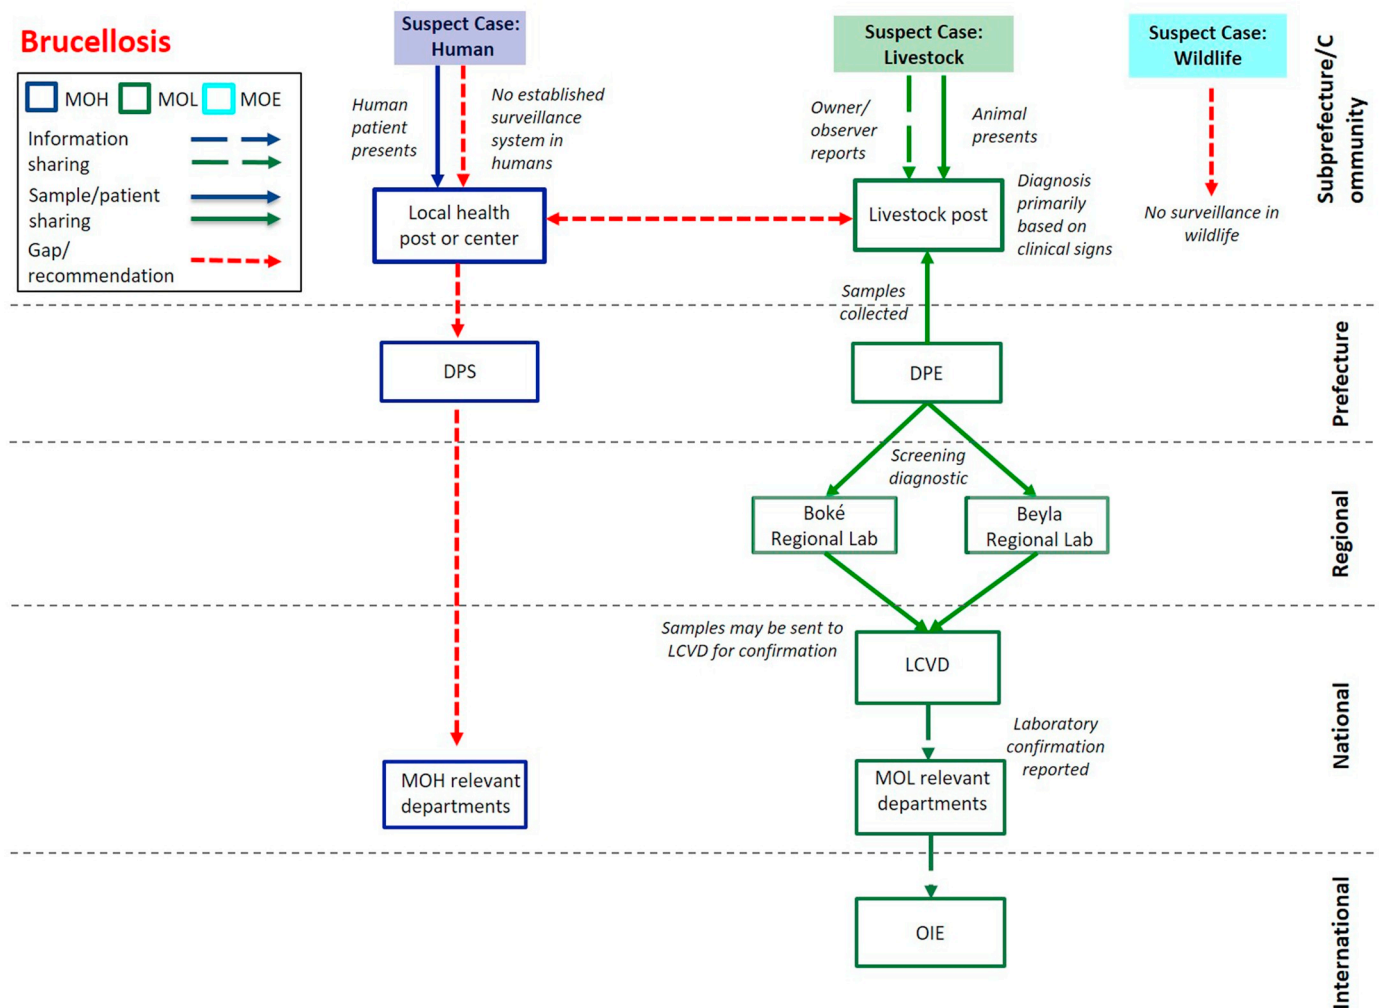 Brucellosis
MOH
MOL
MOE
Information
sharing
Sample/patient
sharing
Gap/
recommendation
Suspect Case:
Human
Suspect Case:
Livestock
Suspect Case:
Wildlife
Subprefecture/C
ommunity
Human
patient
presents
No established
surveillance
system in
humans
Owner/
observer
reports
Animal
presents
Local health
post or center
Livestock post
Diagnosis
primarily
based on
clinical signs
No surveillance in
wildlife
Samples
collected
Prefecture
DPS
DPE
Regional
Screening
diagnostic
Boké
Regional Lab
Beyla
Regional Lab
National
Samples may be sent to
LCVD for confirmation
LCVD
Laboratory
confirmation
reported
MOH relevant
departments
MOL relevant
departments
International
OIE